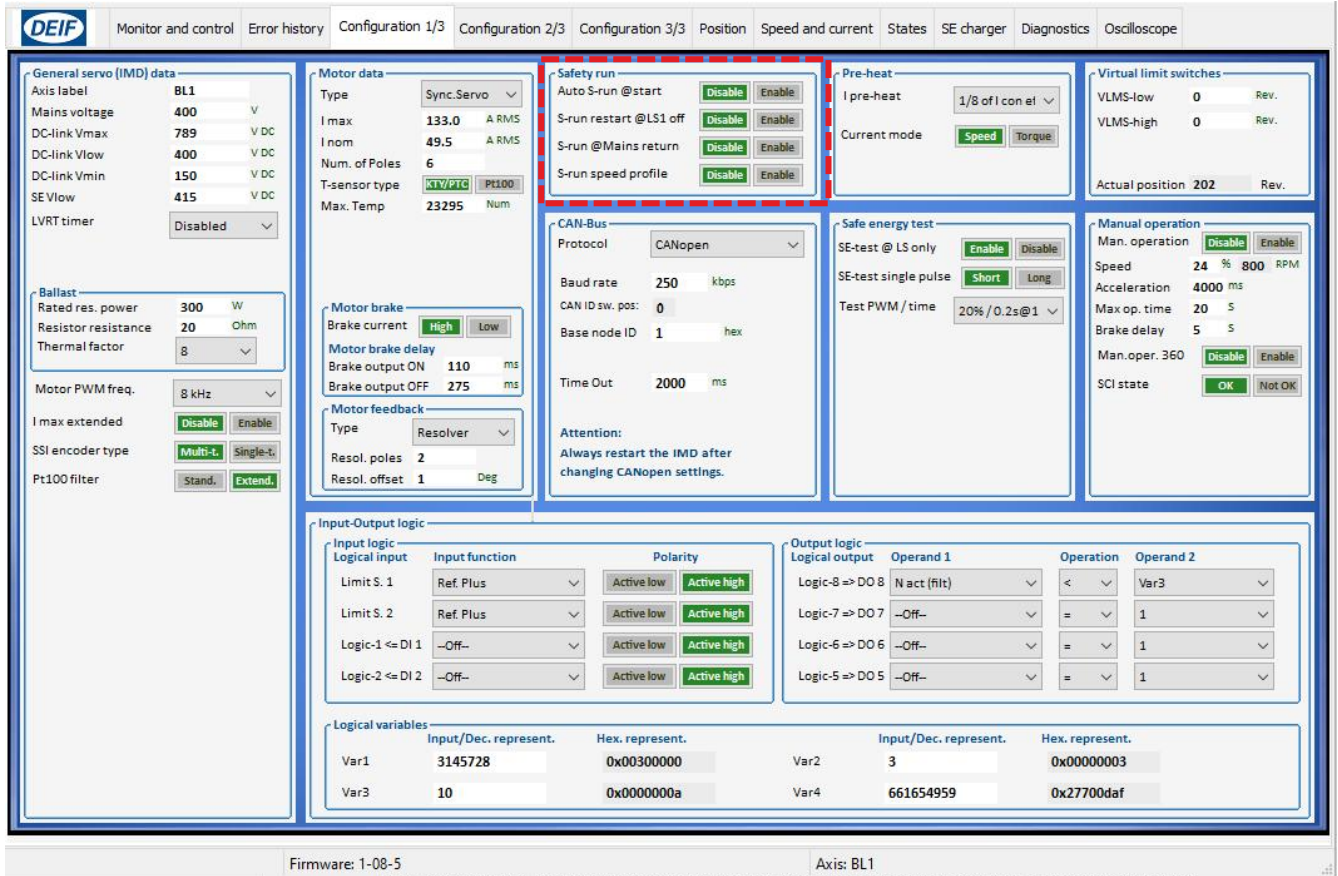 DEIF
Monitor and control Error history Configuration 1/3 Configuration 2/3 Configuration 3/3 Position Speed and current States SE charger Diagnostics Oscilloscope
General servo (IMD) data
Axis label BL1
Mains voltage 400 V
DC-link Vmax 789 V DC
DC-link Vlow 400 V DC
DC-link Vmin 150 V DC
SE Vlow 415 V DC
LVRT timer Disabled
Ballast
Rated res. power 300 W
Resistor resistance 20 Ohm
Thermal factor 8
Motor PWM freq. 8 kHz
I max extended Disable Enable
SSI encoder type Multi-t. Single-t.
Pt100 filter Stand. Extend.
Motor data
Type Sync.Servo
I max 133.0 A RMS
I nom 49.5 A RMS
Num. of Poles 6
T-sensor type KTY/PTC Pt100
Max. Temp 23295 Num
Motor brake
Brake current High Low
Motor brake delay
Brake output ON 110 ms
Brake output OFF 275 ms
Motor feedback
Type Resolver
Resol. poles 2
Resol. offset 1 Deg
Safety run
Auto S-run @start Disable Enable
S-run restart @LS1 off Disable Enable
S-run @Mains return Disable Enable
S-run speed profile Disable Enable
CAN-Bus
Protocol CANopen
Baud rate 250 kbps
CAN ID sw. pos: 0
Base node ID 1 hex
Time Out 2000 ms
Attention:
Always restart the IMD after
changing CANopen settings.
Pre-heat
I pre-heat 1/8 of I con ef
Current mode Speed Torque
Safe energy test
SE-test @ LS only Enable Disable
SE-test single pulse Short Long
Test PWM / time 20% / 0.2s@1
Virtual limit switches
VLMS-low 0 Rev.
VLMS-high 0 Rev.
Actual position 202 Rev.
Manual operation
Man. operation Disable Enable
Speed 24 % 800 RPM
Acceleration 4000 ms
Max op. time 20 S
Brake delay 5 S
Man.oper. 360 Disable Enable
SCI state OK Not OK
Input-Output logic
Input logic
Logical input Input function Polarity
Limit S. 1 Ref. Plus Active low Active high
Limit S. 2 Ref. Plus Active low Active high
Logic-1 <= DI 1 --Off-- Active low Active high
Logic-2 <= DI 2 --Off-- Active low Active high
Output logic
Logical output Operand 1 Operation Operand 2
Logic-8 => DO 8 N act (filt) < Var3
Logic-7 => DO 7 --Off-- = 1
Logic-6 => DO 6 --Off-- = 1
Logic-5 => DO 5 --Off-- = 1
Logical variables
Input/Dec. represent. Hex. represent. Input/Dec. represent. Hex. represent.
Var1 3145728 0x00300000 Var2 3 0x00000003
Var3 10 0x0000000a Var4 661654959 0x27700daf
Firmware: 1-08-5 Axis: BL1